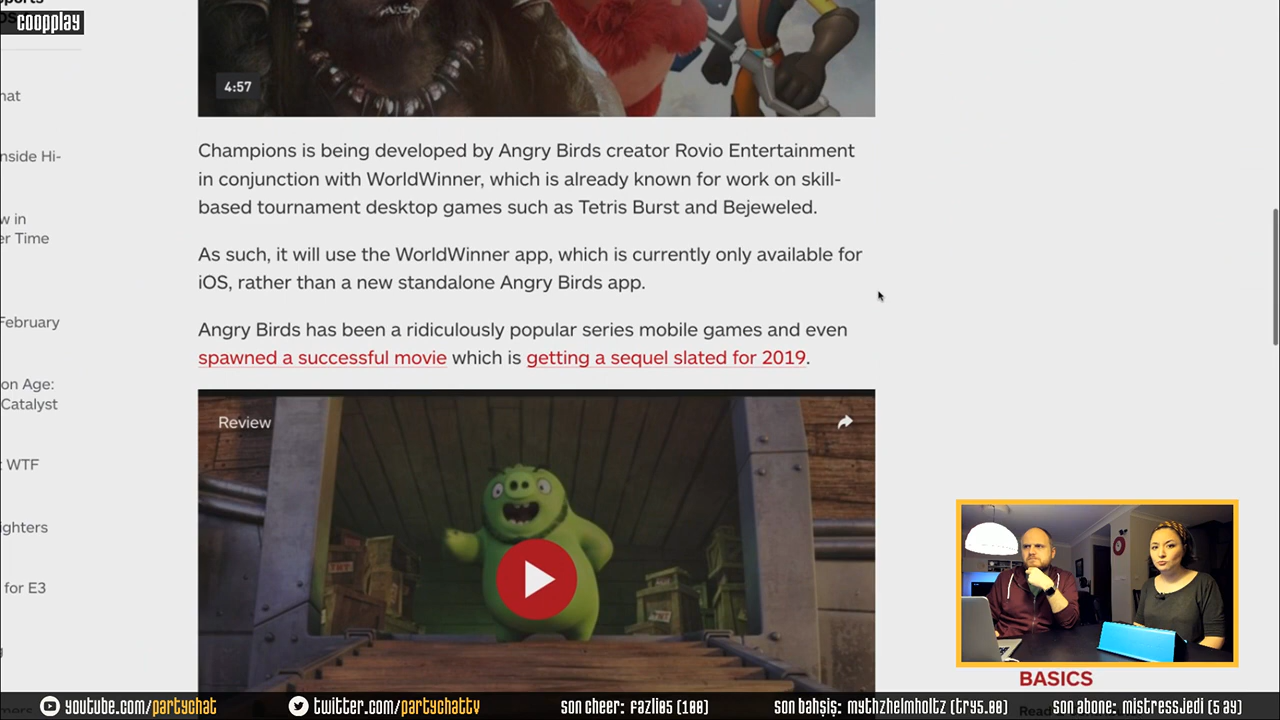 coopplay
4:57
Champions is being developed by Angry Birds creator Rovio Entertainment
in conjunction with WorldWinner, which is already known for work on skill-
based tournament desktop games such as Tetris Burst and Bejeweled.
As such, it will use the WorldWinner app, which is currently only available for
iOS, rather than a new standalone Angry Birds app.
Angry Birds has been a ridiculously popular series mobile games and even
spawned a successful movie which is getting a sequel slated for 2019.
Review
TNT
nside Hi-
w in
er Time
February
on Age:
Catalyst
WTF
ighters
for E3
BASICS
youtube.com/partychat
twitter.com/partychattv
son cheer: fazli05 (100)
son bahşiş: mythzhelmholtz (try5.00)
son abone: mistressjedi (5 ay)